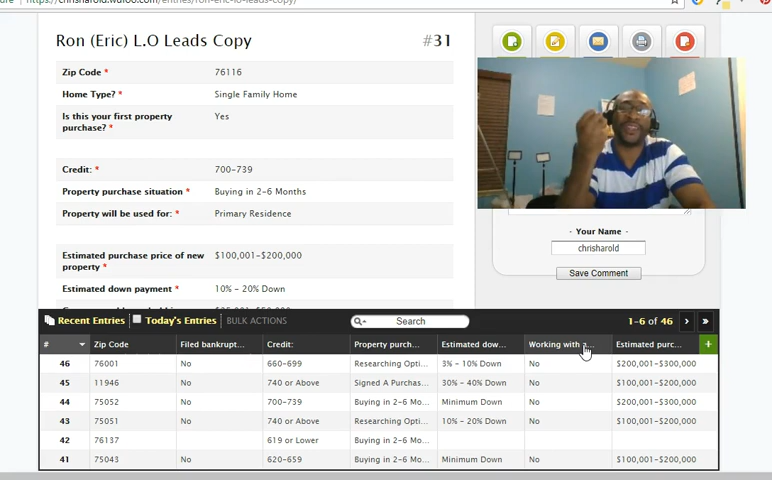 https://chrisharold.wufoo.com/entries/ron-eric-lo-leads-copy/
Ron (Eric) L.O Leads Copy #31
Zip Code * 76116
Home Type? * Single Family Home
Is this your first property Yes
purchase? *
Credit: * 700-739
Property purchase situation * Buying in 2-6 Months
Property will be used for: * Primary Residence
Estimated purchase price of new $100,001-$200,000
property *
Estimated down payment * 10% - 20% Down
- Your Name -
chrisharold
Save Comment
Recent Entries Today's Entries BULK ACTIONS Search 1-6 of 46
# Zip Code Filed bankrupt... Credit: Property purch... Estimated dow... Working with a... Estimated purc... +
46 76001 No 660-699 Researching Opti... 3% - 10% Down No $200,001-$300,000
45 11946 No 740 or Above Signed A Purchas... 30% - 40% Down No $100,001-$200,000
44 75052 No 700-739 Buying in 2-6 Mo... Minimum Down No $200,001-$300,000
43 75051 No 740 or Above Researching Opti... 10% - 20% Down No $100,001-$200,000
42 76137 619 or Lower Buying in 2-6 Mo...
41 75043 No 620-659 Buying in 2-6 Mo... Minimum Down No $100,001-$200,000